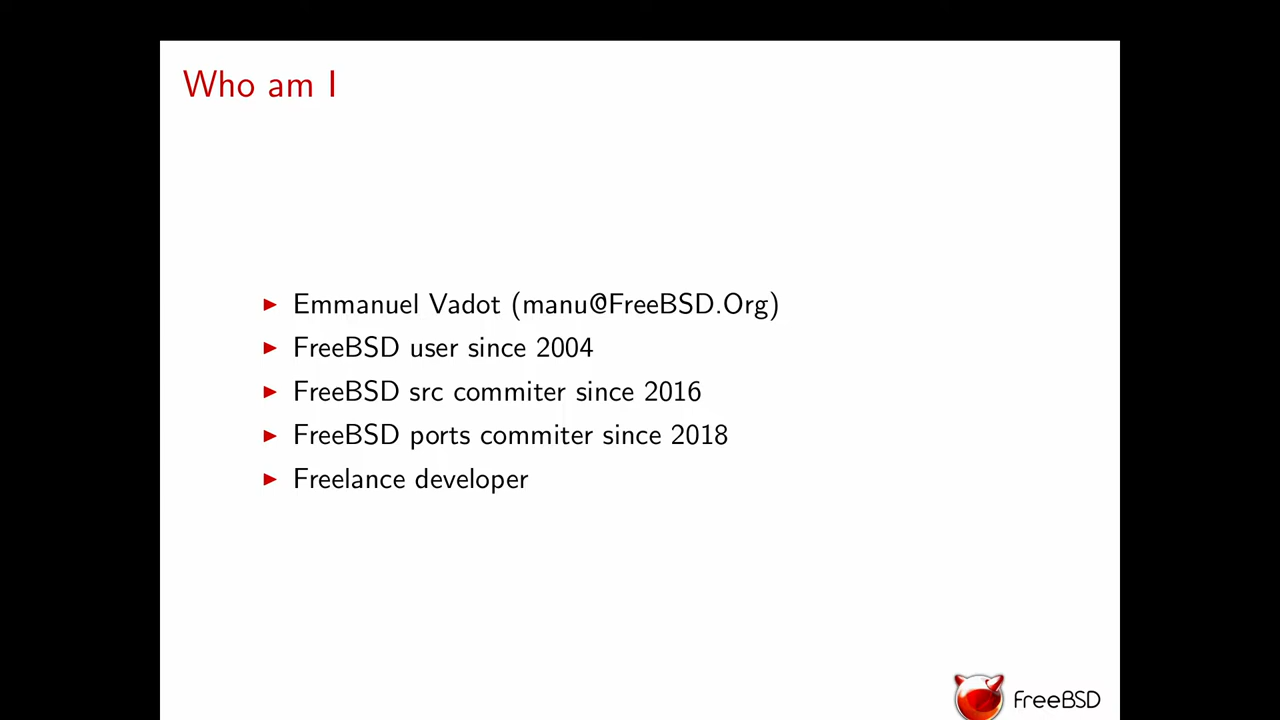 Who am I
Emmanuel Vadot (manu@FreeBSD.Org)
FreeBSD user since 2004
FreeBSD src commiter since 2016
FreeBSD ports commiter since 2018
Freelance developer
FreeBSD